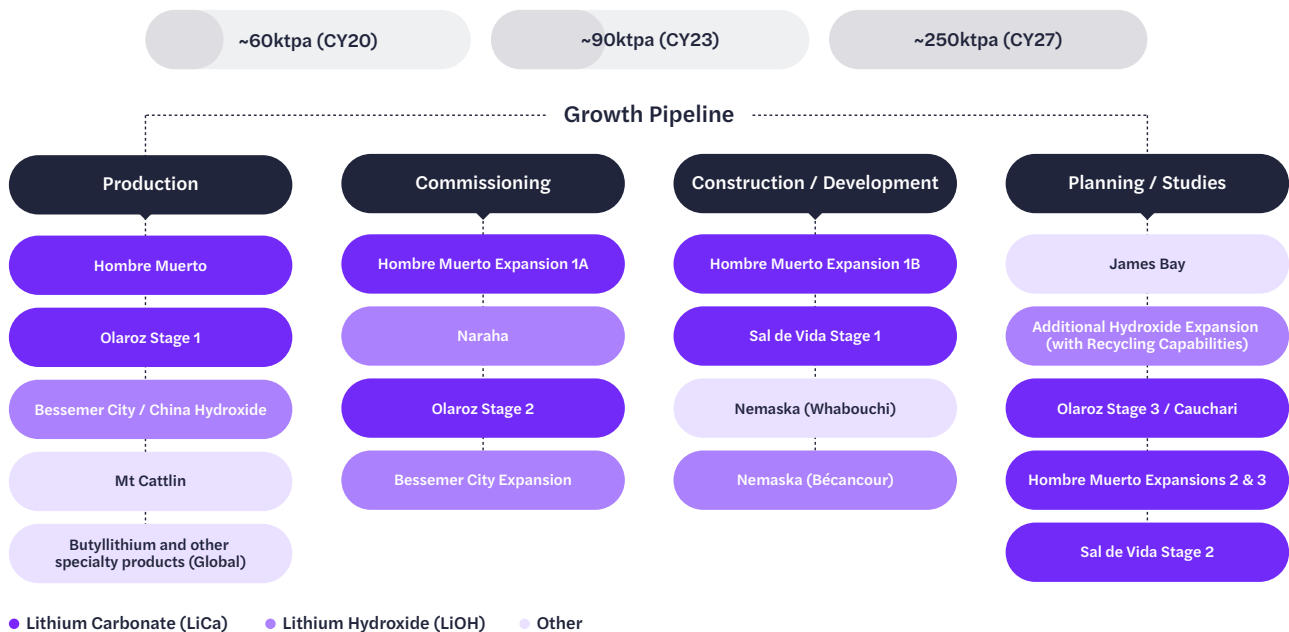 ~60ktpa (CY20)
~90ktpa (CY23)
~250ktpa (CY27)
Growth Pipeline
Production
Hombre Muerto
Olaroz Stage 1
Bessemer City / China Hydroxide
Mt Cattlin
Butyllithium and other
specialty products (Global)
Commissioning
Hombre Muerto Expansion 1A
Naraha
Olaroz Stage 2
Bessemer City Expansion
Construction / Development
Hombre Muerto Expansion 1B
Sal de Vida Stage 1
Nemaska (Whabouchi)
Nemaska (Bécancour)
Planning / Studies
James Bay
Additional Hydroxide Expansion
(with Recycling Capabilities)
Olaroz Stage 3 / Cauchari
Hombre Muerto Expansions 2 & 3
Sal de Vida Stage 2
Lithium Carbonate (LiCa)
Lithium Hydroxide (LiOH)
Other